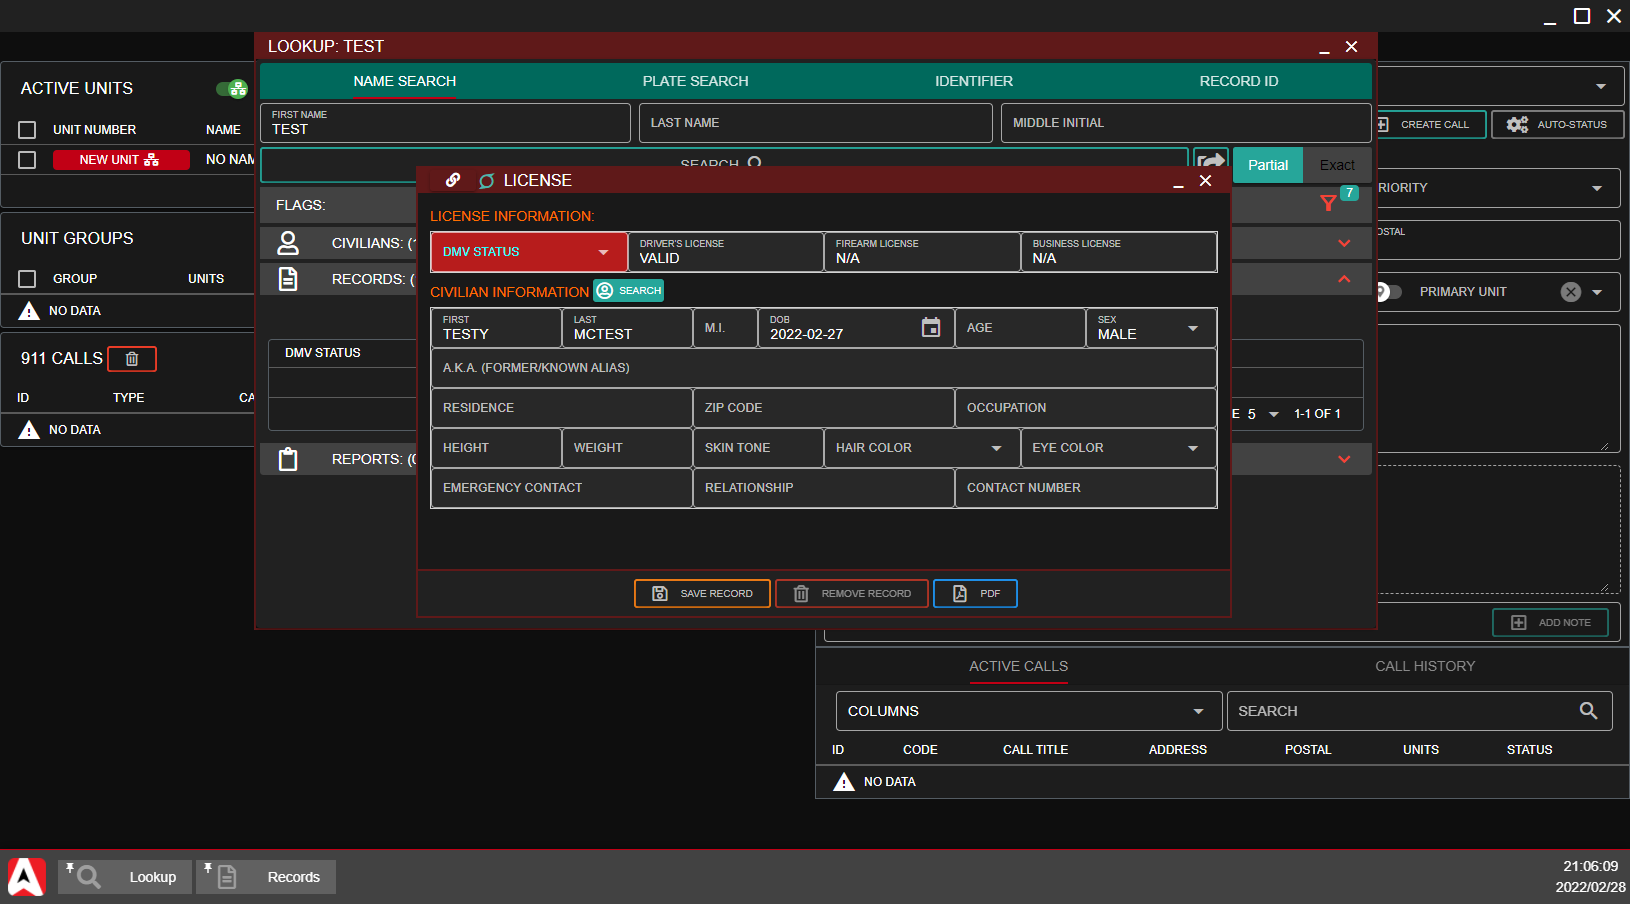 LOOKUP: TEST
ACTIVE UNITS
UNIT NUMBER NAME
NEW UNIT NO NAM
UNIT GROUPS
GROUP UNITS
NO DATA
911 CALLS
ID TYPE CA
NO DATA
NAME SEARCH PLATE SEARCH IDENTIFIER RECORD ID
FIRST NAME
TEST
LAST NAME
MIDDLE INITIAL
SEARCH
Partial Exact
FLAGS:
7
CIVILIANS: (1
RECORDS: (
DMV STATUS
E 5 1-1 OF 1
REPORTS: (0
LICENSE
LICENSE INFORMATION:
DMV STATUS
DRIVER'S LICENSE
VALID
FIREARM LICENSE
N/A
BUSINESS LICENSE
N/A
CIVILIAN INFORMATION SEARCH
FIRST
TESTY
LAST
MCTEST
M.I.
DOB
2022-02-27
AGE
SEX
MALE
A.K.A. (FORMER/KNOWN ALIAS)
RESIDENCE ZIP CODE OCCUPATION
HEIGHT WEIGHT SKIN TONE HAIR COLOR EYE COLOR
EMERGENCY CONTACT RELATIONSHIP CONTACT NUMBER
SAVE RECORD REMOVE RECORD PDF
CREATE CALL AUTO-STATUS
RIORITY
OSTAL
PRIMARY UNIT
ADD NOTE
ACTIVE CALLS CALL HISTORY
COLUMNS SEARCH
ID CODE CALL TITLE ADDRESS POSTAL UNITS STATUS
NO DATA
Lookup Records
21:06:09
2022/02/28